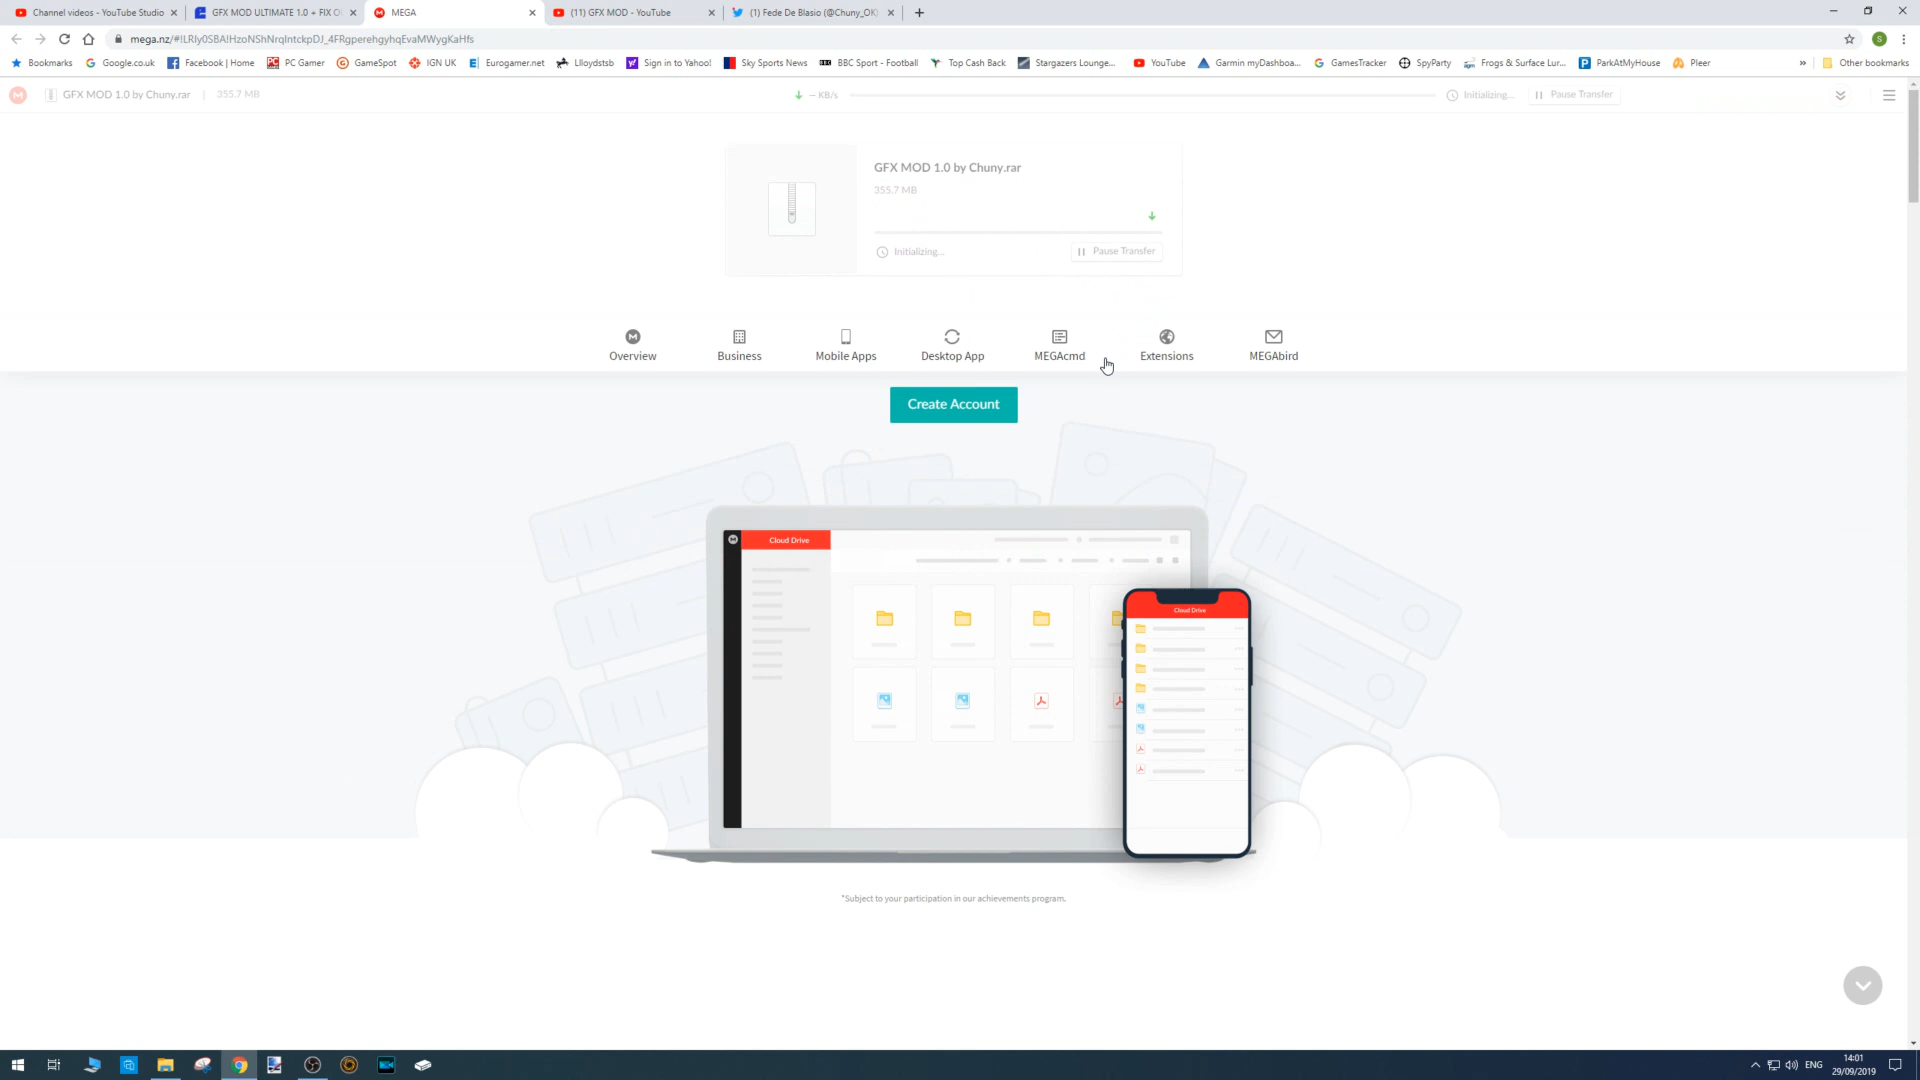 Channel videos - YouTube Studio
GFX MOD ULTIMATE 1.0 + FIX O
MEGA
(11) GFX MOD - YouTube
(1) Fede De Blasio (@Chuny_OK)
mega.nz/#!LRIy0SBA!HzoNShNrqIntckpDJ_4FRgperehgyhqEvaMWygKaHfs
S
Bookmarks
Google.co.uk
Facebook | Home
PC Gamer
GameSpot
IGN UK
Eurogamer.net
Lloydstsb
Sign in to Yahoo!
Sky Sports News
BBC Sport - Football
Top Cash Back
Stargazers Lounge...
YouTube
Garmin myDashboa...
GamesTracker
SpyParty
Frogs & Surface Lur...
ParkAtMyHouse
Pleer
»
Other bookmarks
GFX MOD 1.0 by Chuny.rar | 355.7 MB
-- KB/s
Initializing...
Pause Transfer
GFX MOD 1.0 by Chuny.rar
355.7 MB
Initializing...
Pause Transfer
Overview
Business
Mobile Apps
Desktop App
MEGAcmd
Extensions
MEGAbird
Create Account
Cloud Drive
Cloud Drive
*Subject to your participation in our achievements program.
ENG
14:01
29/09/2019